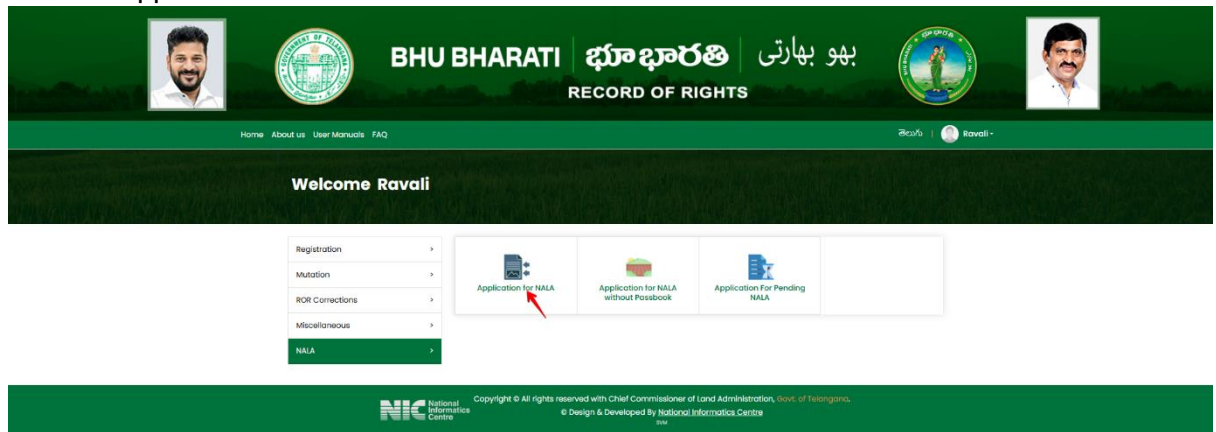 BHU BHARATI భూ భారతి بھو بھارتی
RECORD OF RIGHTS
Home About us User Manuals FAQ
తెలుగు | Ravali
Welcome Ravali
Registration
Mutation
ROR Corrections
Miscellaneous
NALA
Application for NALA
Application for NALA
without Passbook
Application For Pending
NALA
NIC National
Informatics
Centre
Copyright © All rights reserved with Chief Commissioner of Land Administration, Govt. of Telangana.
© Design & Developed By National Informatics Centre